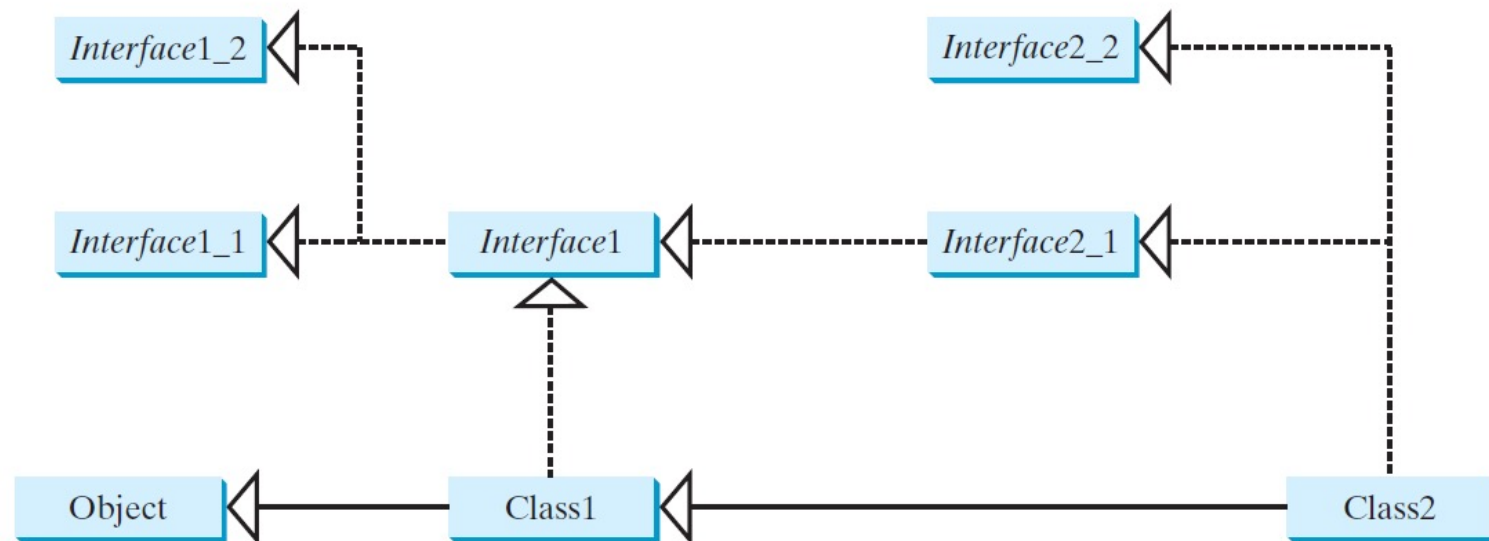 Interface1_2
Interface2_2
Interface1_1
Interface1
Interface2_1
Object
Class1
Class2